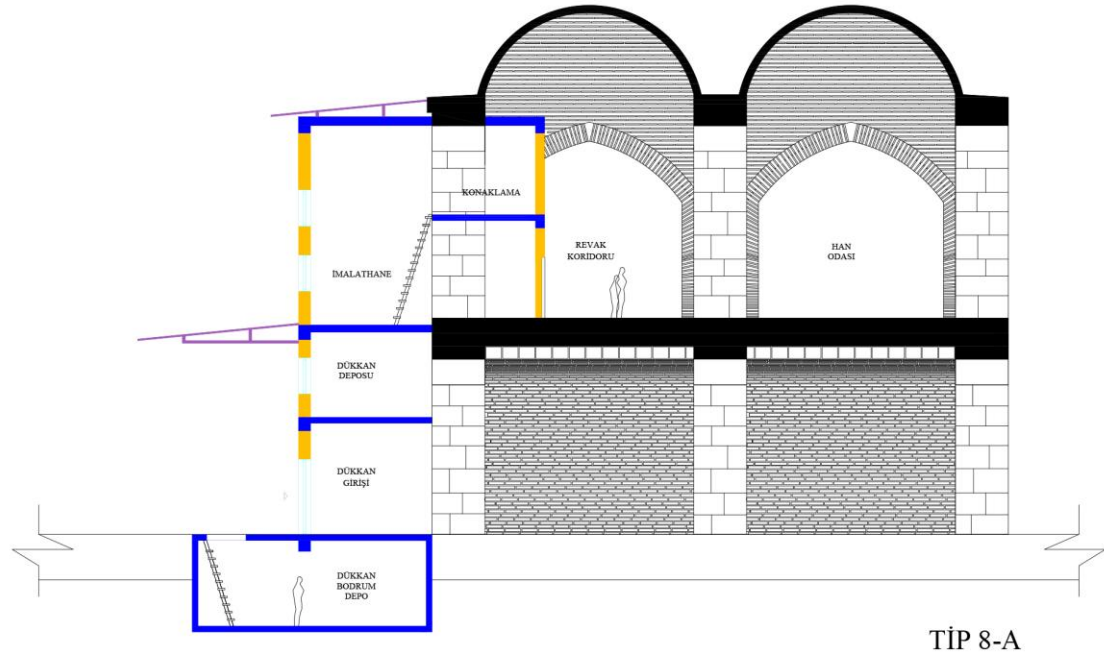 KONAKLAMA
İMALATHANE
REVAK
KORİDORU
HAN
ODASI
DÜKKAN
DEPOSU
DÜKKAN
GİRİŞİ
DÜKKAN
BODRUM
DEPO
TİP 8-A